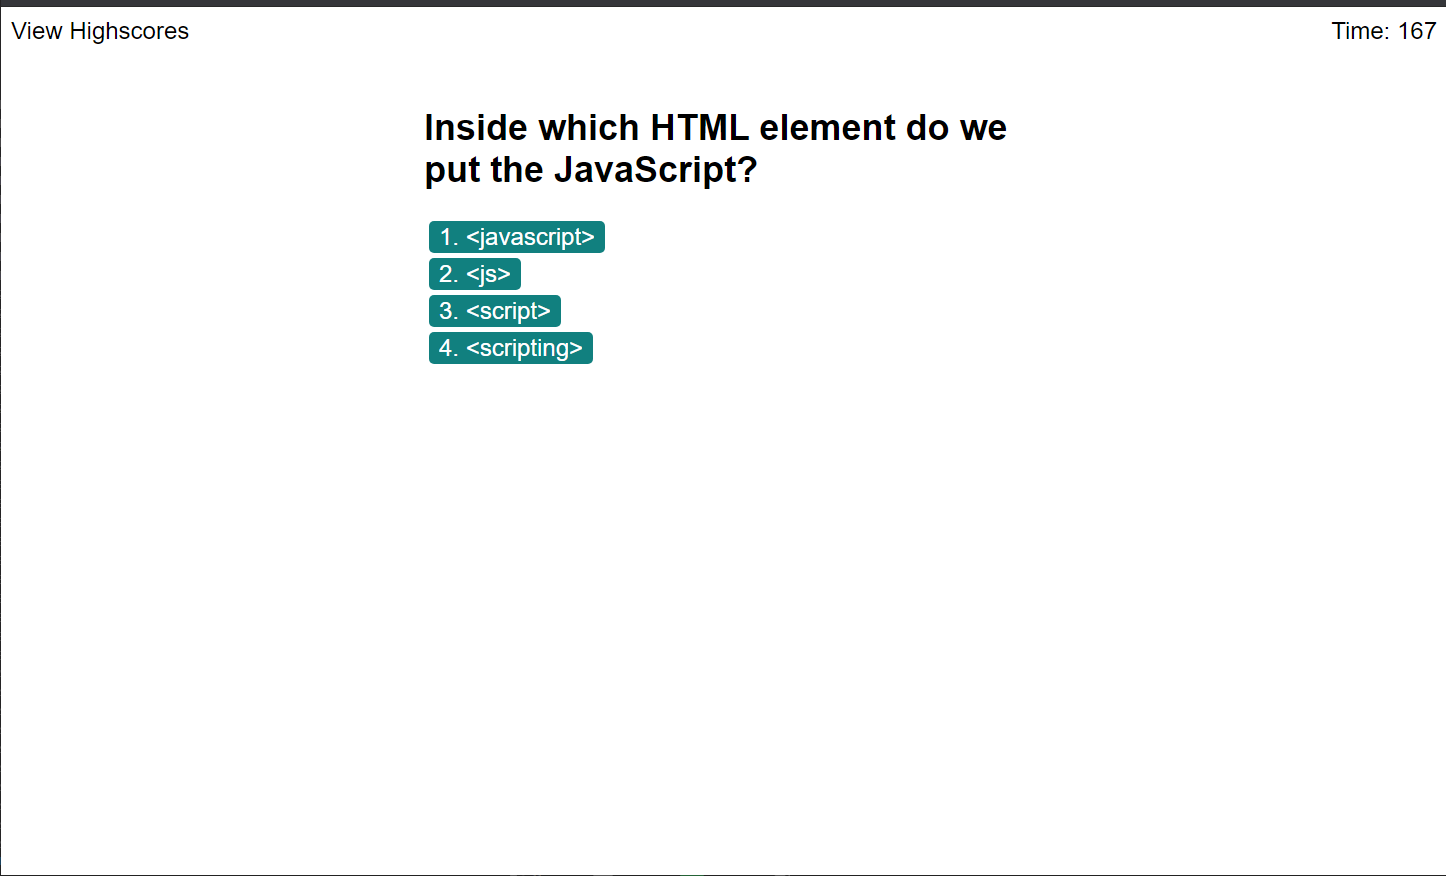 View Highscores
Time: 167
Inside which HTML element do we
put the JavaScript?
1. <javascript>
2. <js>
3. <script>
4. <scripting>